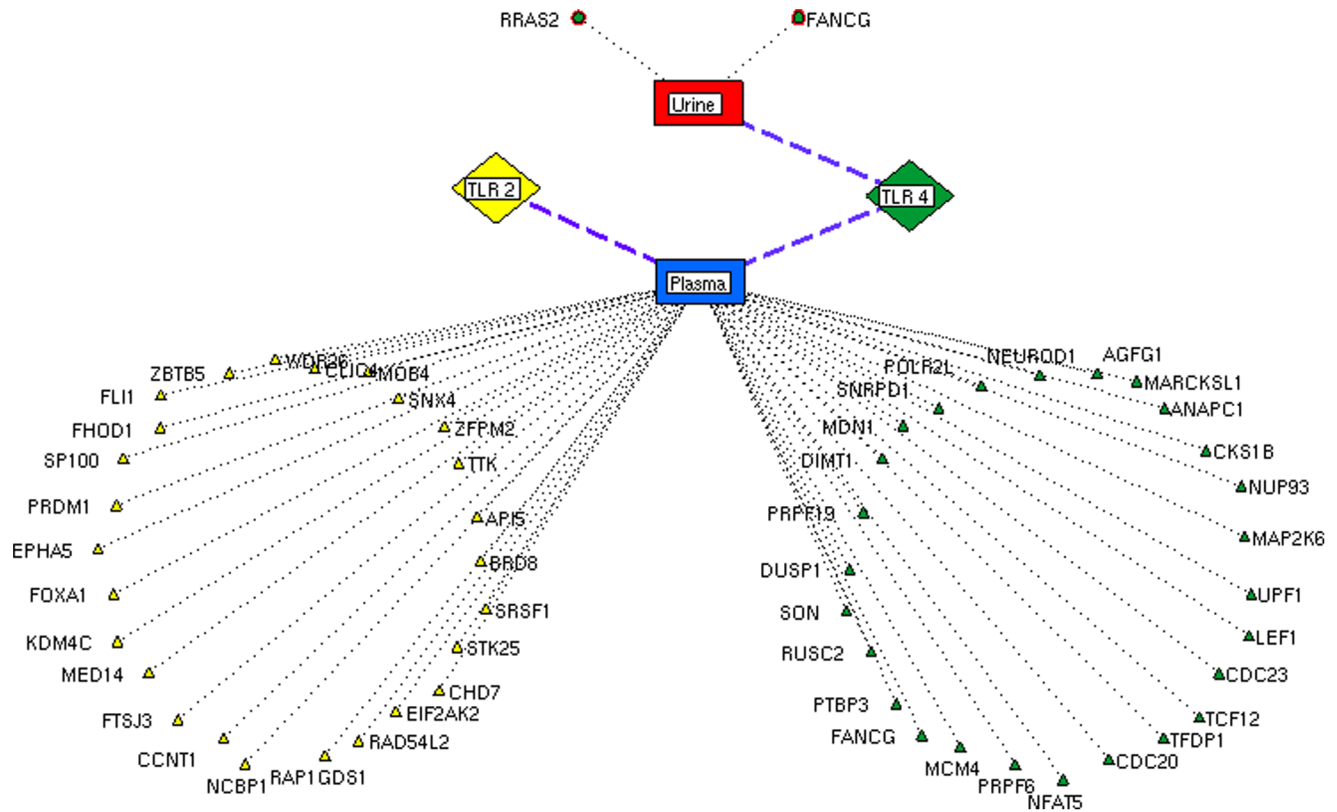 RRAS2
FANCG
Urine
TLR 2
TLR 4
Plasma
WDR26
ZBTB5
CLIC4
MOB4
FLI1
SNX4
FHOD1
ZFPM2
SP100
TTK
PRDM1
API5
EPHA5
BRD8
FOXA1
SRSF1
KDM4C
STK25
MED14
CHD7
FTSJ3
EIF2AK2
CCNT1
RAD54L2
NCBP1
RAP1GDS1
NEUROD1
AGFG1
POLR2L
MARCKSL1
SNRPD1
ANAPC1
MDN1
CKS1B
DIMT1
NUP93
PRPF19
MAP2K6
DUSP1
UPF1
SON
LEF1
RUSC2
CDC23
PTBP3
TCF12
FANCG
TFDP1
MCM4
CDC20
PRPF6
NFAT5